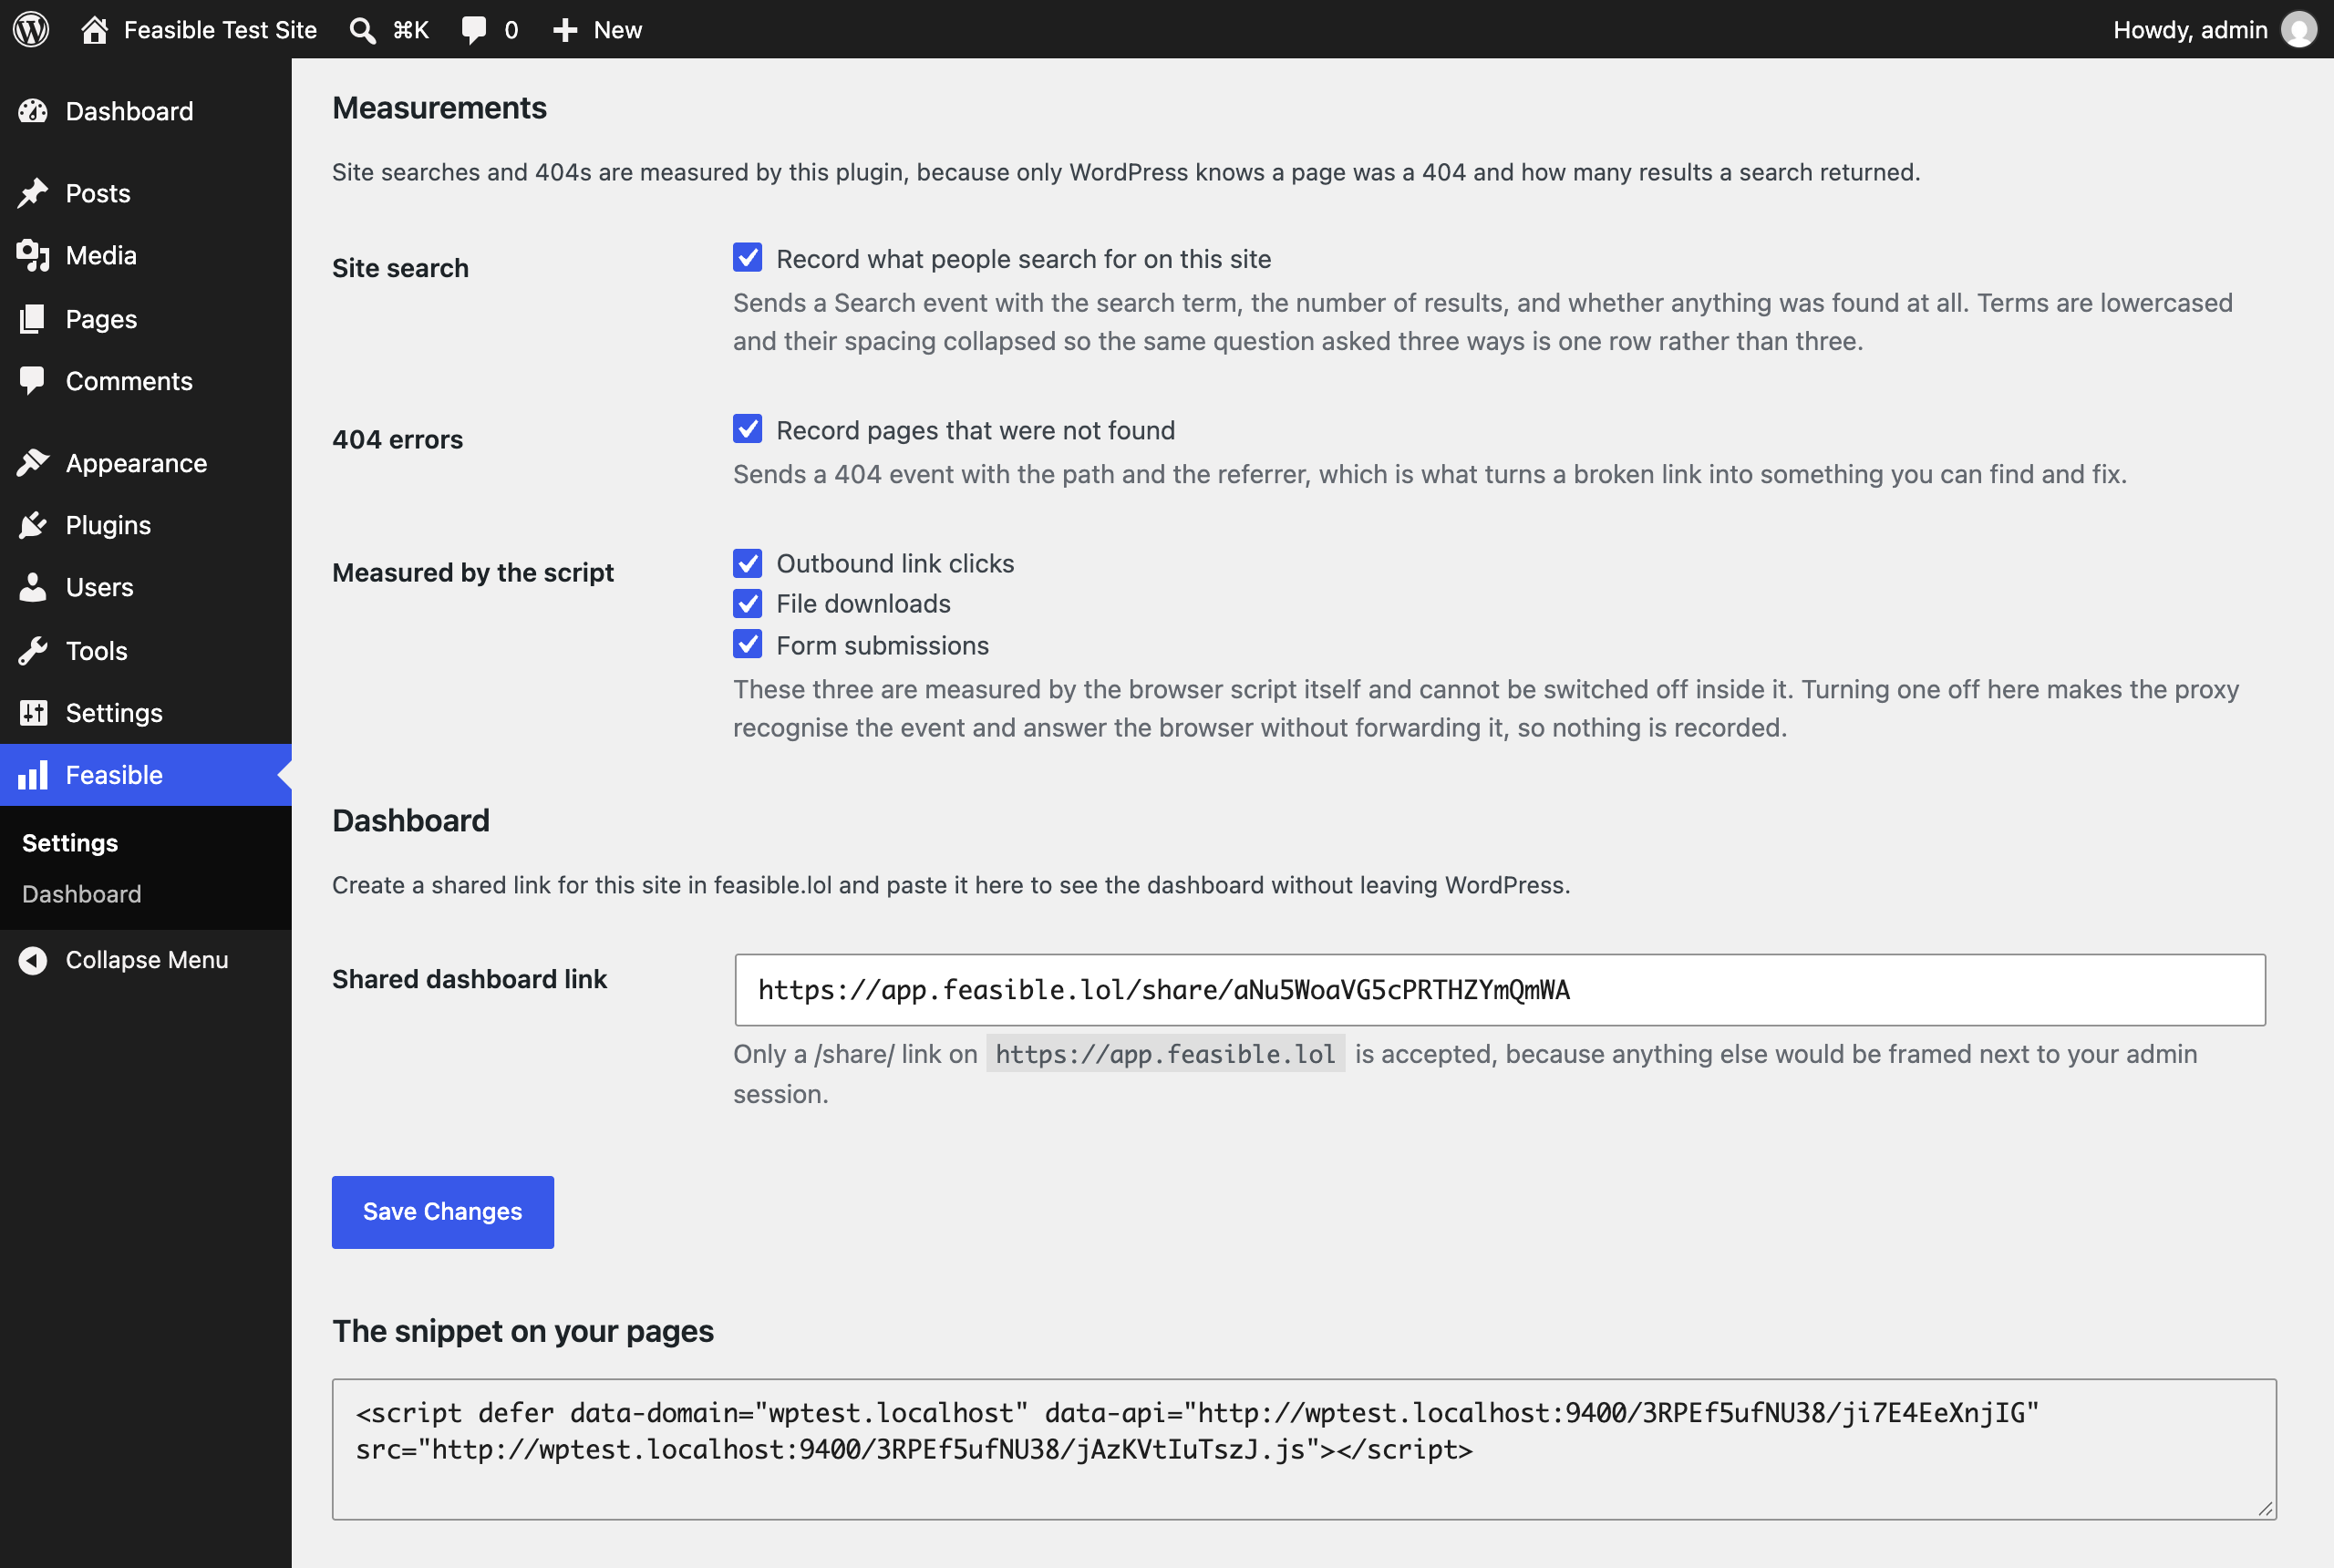 Feasible Test Site ⌘K 0 New Howdy, admin
Dashboard
Posts
Media
Pages
Comments
Appearance
Plugins
Users
Tools
Settings
Feasible
Settings
Dashboard
Collapse Menu
Measurements
Site searches and 404s are measured by this plugin, because only WordPress knows a page was a 404 and how many results a search returned.
Site search
Record what people search for on this site
Sends a Search event with the search term, the number of results, and whether anything was found at all. Terms are lowercased
and their spacing collapsed so the same question asked three ways is one row rather than three.
404 errors
Record pages that were not found
Sends a 404 event with the path and the referrer, which is what turns a broken link into something you can find and fix.
Measured by the script
Outbound link clicks
File downloads
Form submissions
These three are measured by the browser script itself and cannot be switched off inside it. Turning one off here makes the proxy
recognise the event and answer the browser without forwarding it, so nothing is recorded.
Dashboard
Create a shared link for this site in feasible.lol and paste it here to see the dashboard without leaving WordPress.
Shared dashboard link
https://app.feasible.lol/share/aNu5WoaVG5cPRTHZYmQmWA
Only a /share/ link on https://app.feasible.lol is accepted, because anything else would be framed next to your admin
session.
Save Changes
The snippet on your pages
<script defer data-domain="wptest.localhost" data-api="http://wptest.localhost:9400/3RPEf5ufNU38/ji7E4EeXnjIG"
src="http://wptest.localhost:9400/3RPEf5ufNU38/jAzKVtIuTszJ.js"></script>